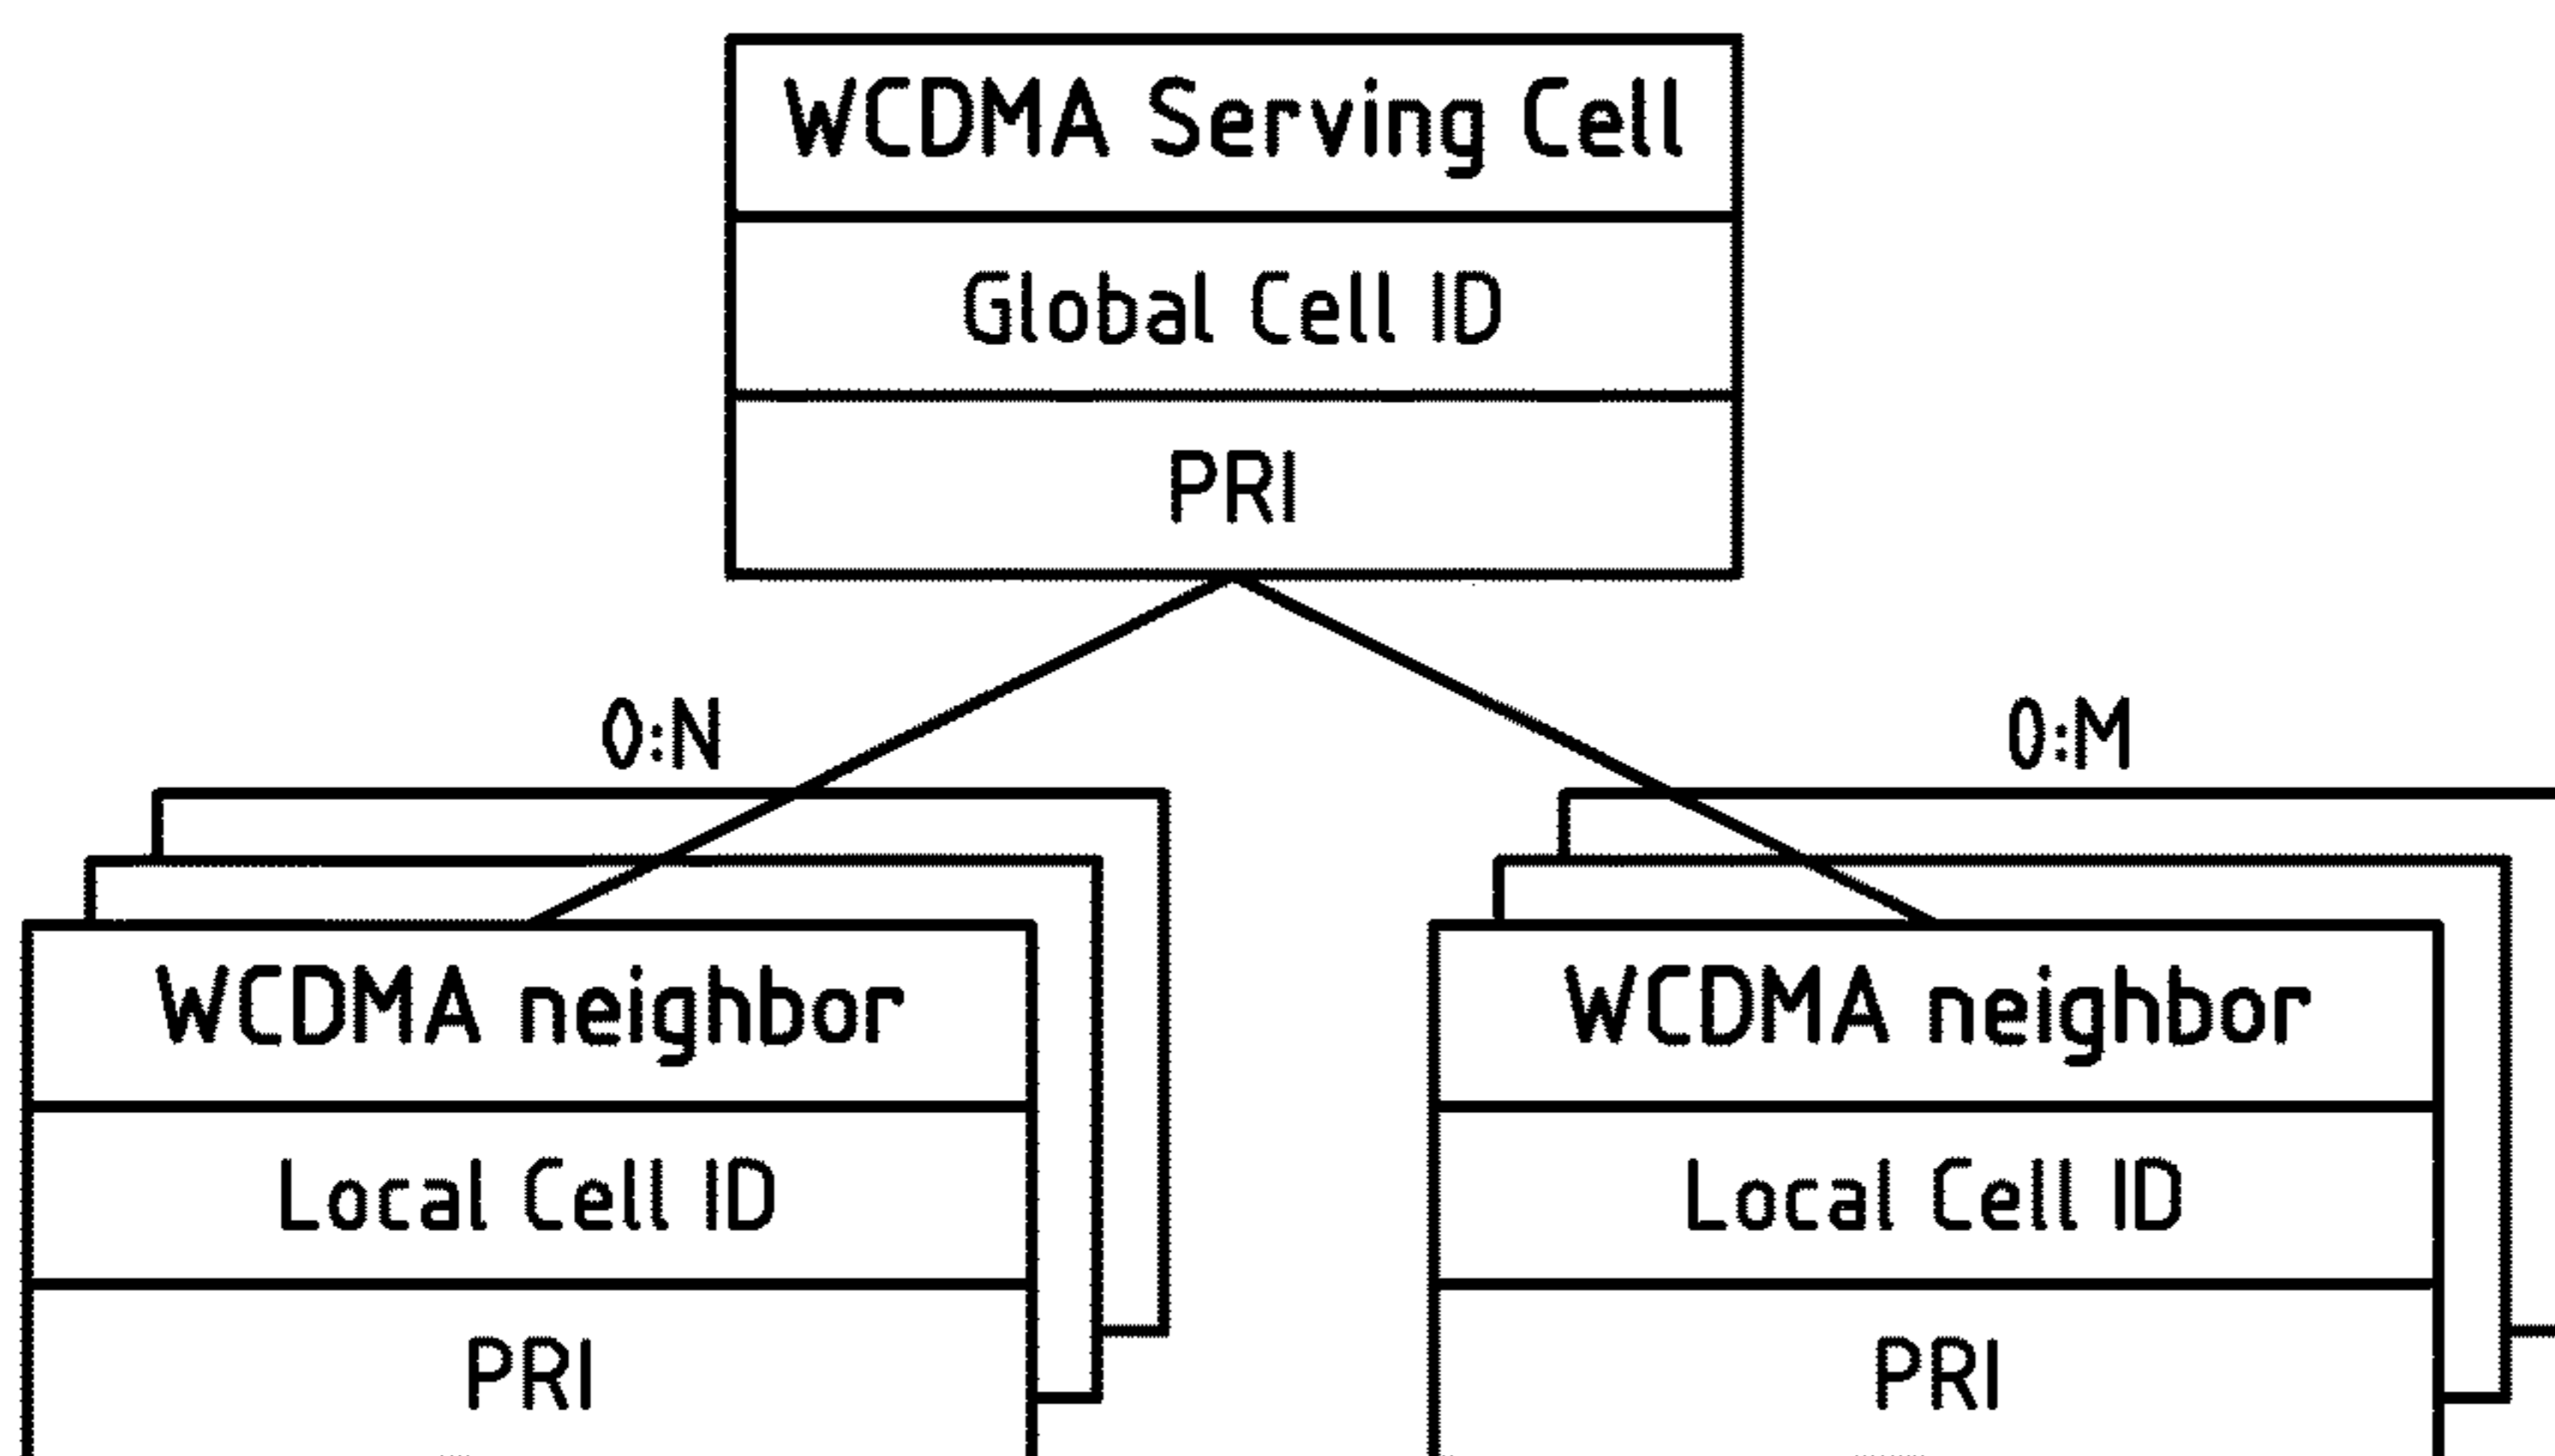 WCDMA Serving Cell
Global Cell ID
PRI
0:N
0:M
WCDMA neighbor
Local Cell ID
PRI
WCDMA neighbor
Local Cell ID
PRI